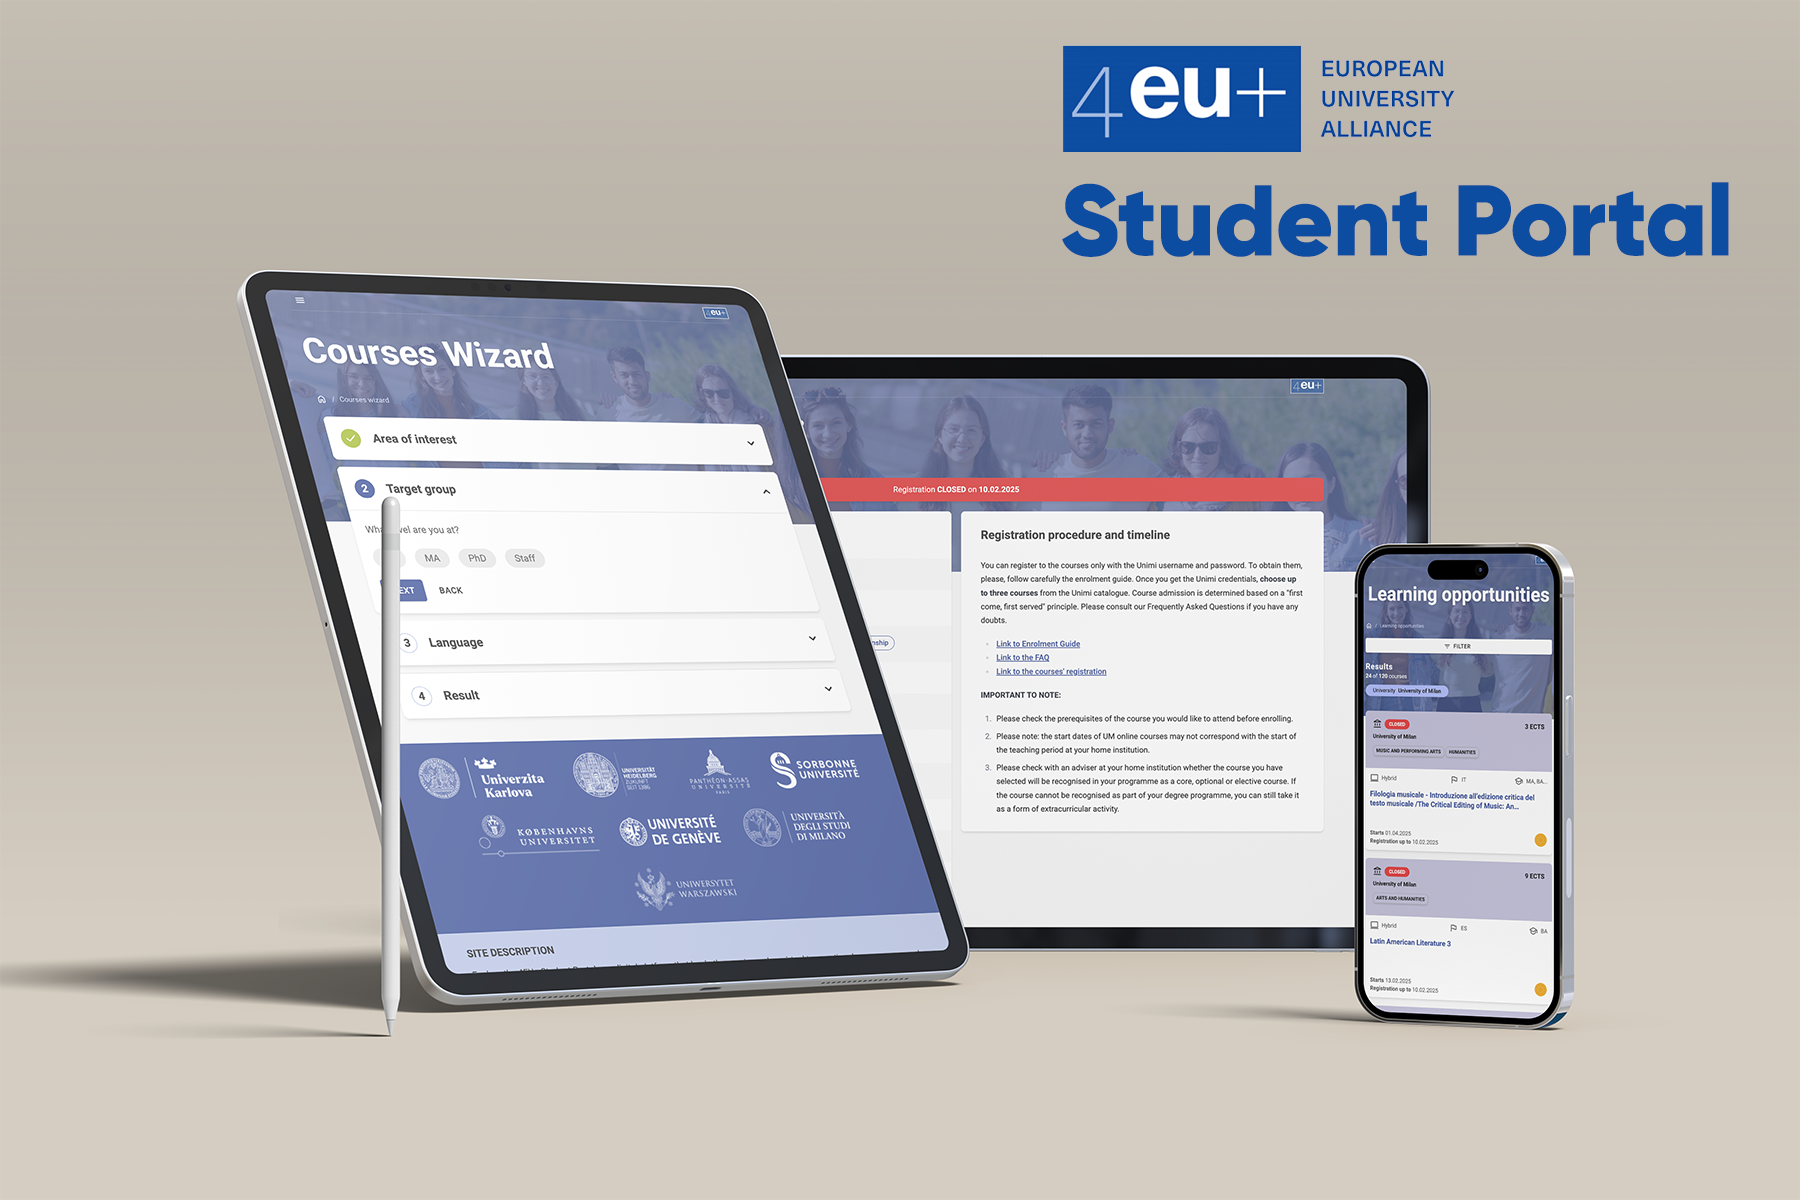 4eu+
EUROPEAN
UNIVERSITY
ALLIANCE
Student Portal
4eu+
Courses Wizard
/ Courses wizard
Area of interest
2 Target group
are you at?
MA PhD Staff
BACK
3 Language
4 Result
Univerzita
Karlova
UNIVERSITÄT
HEIDELBERG
ZUKUNFT
SEIT 1386
PANTHÉON-ASSAS
UNIVERSITÉ
PARIS
SORBONNE
UNIVERSITÉ
KØBENHAVNS
UNIVERSITET
UNIVERSITÉ
DE GENÈVE
UNIVERSITÀ
DEGLI STUDI
DI MILANO
UNIWERSYTET
WARSZAWSKI
SITE DESCRIPTION
4eu+
Registration CLOSED on 10.02.2025
Registration procedure and timeline
You can register to the courses only with the Unimi username and password. To obtain them,
please, follow carefully the enrolment guide. Once you get the Unimi credentials, choose up
to three courses from the Unimi catalogue. Course admission is determined based on a "first
come, first served" principle. Please consult our Frequently Asked Questions if you have any
doubts.
Link to Enrolment Guide
Link to the FAQ
Link to the courses' registration
IMPORTANT TO NOTE:
1. Please check the prerequisites of the course you would like to attend before enrolling.
2. Please note: the start dates of UM online courses may not correspond with the start of
the teaching period at your home institution.
3. Please check with an adviser at your home institution whether the course you have
selected will be recognised in your programme as a core, optional or elective course. If
the course cannot be recognised as part of your degree programme, you can still take it
as a form of extracurricular activity.
Learning opportunities
/ Learning opportunities
FILTER
Results
24 of 120 courses
University University of Milan
CLOSED 3 ECTS
University of Milan
MUSIC AND PERFORMING ARTS HUMANITIES
Hybrid IT MA, BA...
Filologia musicale - Introduzione all'edizione critica del
testo musicale /The Critical Editing of Music: An...
Starts 01.04.2025
Registration up to 10.02.2025
CLOSED 9 ECTS
University of Milan
ARTS AND HUMANITIES
Hybrid ES BA
Latin American Literature 3
Starts 13.02.2025
Registration up to 10.02.2025